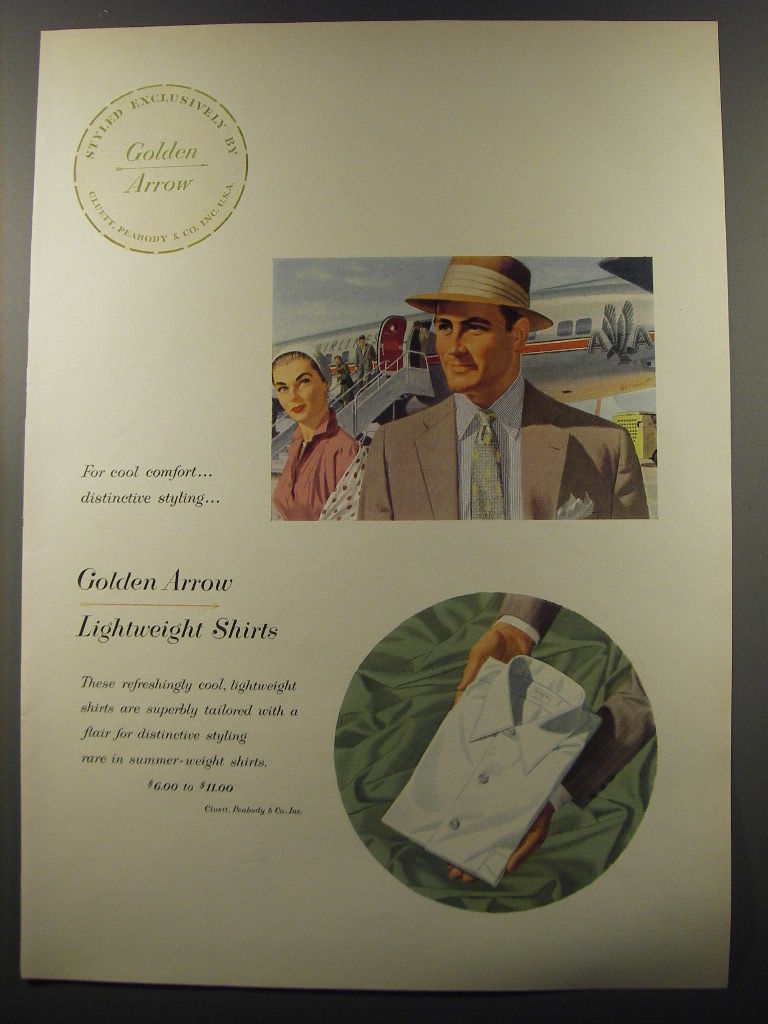 STYLED EXCLUSIVELY BY
Golden
Arrow
CLUETT, PEABODY & CO. INC. U.S.A.
AIRLINES
A A
For cool comfort...
distinctive styling...
Golden Arrow
Lightweight Shirts
These refreshingly cool, lightweight
shirts are superbly tailored with a
flair for distinctive styling
rare in summer-weight shirts.
$6.00 to $11.00
Cluett, Peabody & Co., Inc.